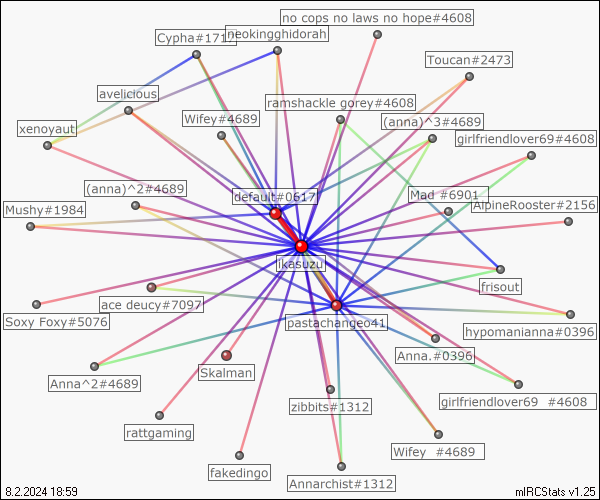 no cops no laws no hope#4608
neokingghidorah
Cypha#171
Toucan#2473
avelicious
ramshackle gorey#4608
Wifey#4689
(anna)^3#4689
xenoyaut
girlfriendlover69#4608
(anna)^2#4689
default#0617
Mad #6901
AlpineRooster#2156
Mushy#1984
ikasuzu
frisout
ace deucy#7097
pastachangeo41
Soxy Foxy#5076
hypomanianna#0396
Anna.#0396
Skalman
Anna^2#4689
girlfriendlover69 #4608
zibbits#1312
rattgaming
Wifey #4689
fakedingo
Annarchist#1312
8.2.2024 18:59
mIRCStats v1.25